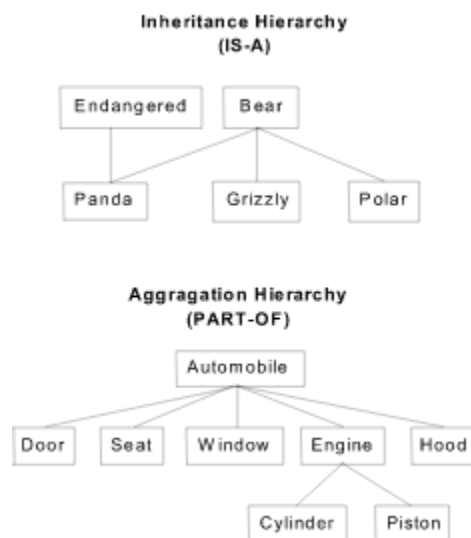 Inheritance Hierarchy
(IS-A)
Endangered Bear
Panda Grizzly Polar
Aggragation Hierarchy
(PART-OF)
Automobile
Door Seat Window Engine Hood
Cylinder Piston